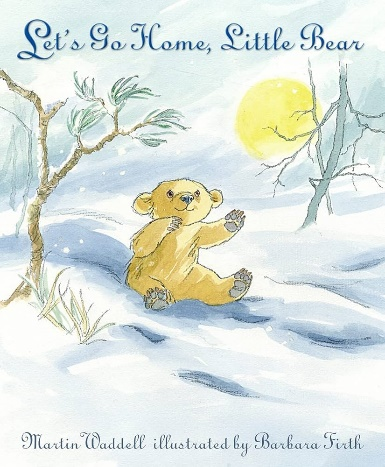 Let's Go Home, Little Bear
Martin Waddell illustrated by Barbara Firth